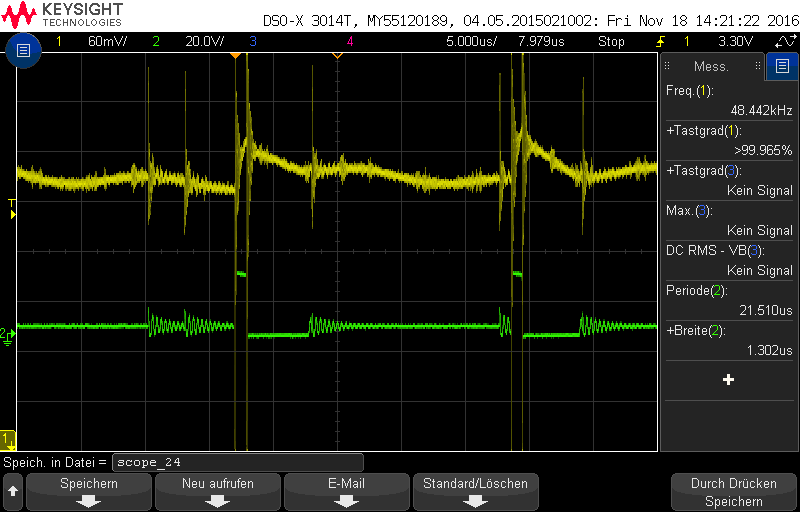 KEYSIGHT
TECHNOLOGIES
DSO-X 3014T, MY55120189, 04.05.2015021002: Fri Nov 18 14:21:22 2016
1 60mV/ 2 20.0V/ 3 4 5.000us/ 7.979us Stop 1 3.30V
Mess.
Freq.(1):
48.442kHz
+Tastgrad(1):
>99.965%
+Tastgrad(3):
Kein Signal
Max.(3):
Kein Signal
DC RMS - VB(3):
Kein Signal
Periode(2):
21.510us
+Breite(2):
1.302us
T
2
1
Speich. in Datei = scope_24
Speichern
Neu aufrufen
E-Mail
Standard/Löschen
Durch Drücken
Speichern